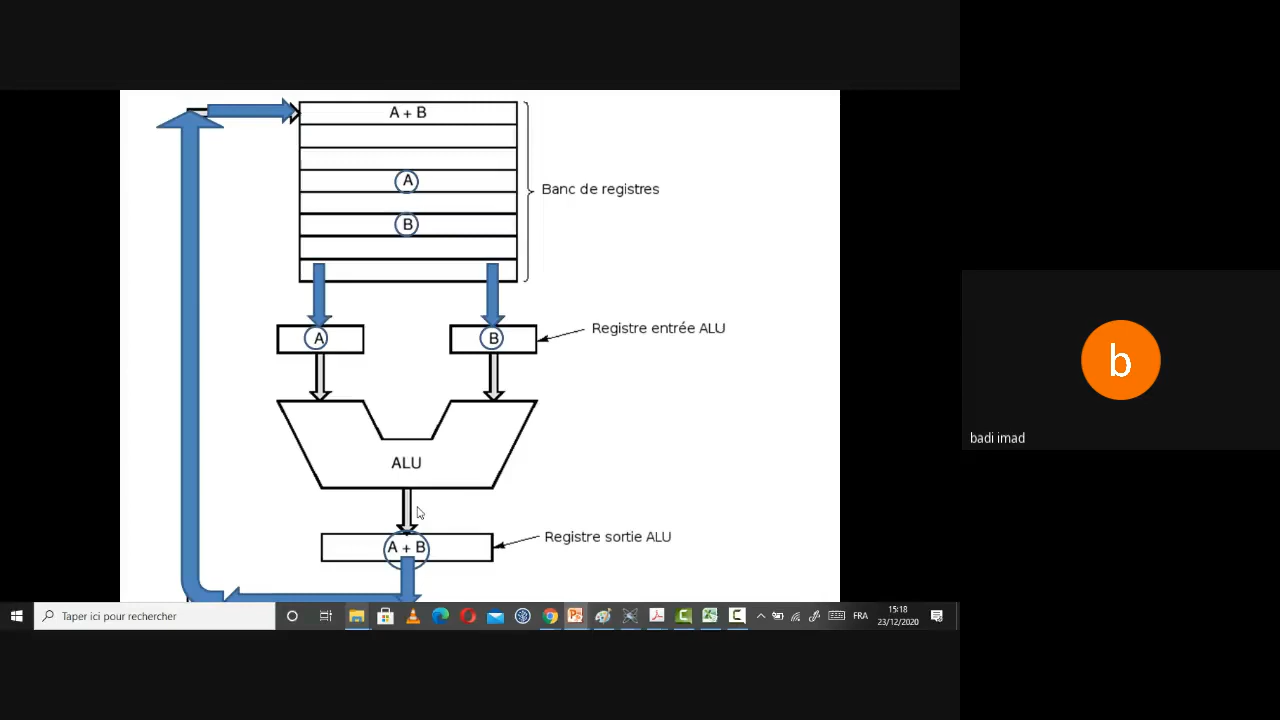 A + B
A
Banc de registres
B
A
B
Registre entrée ALU
ALU
A + B
Registre sortie ALU
b
badi imad
Taper ici pour rechercher
FRA
15:18
23/12/2020